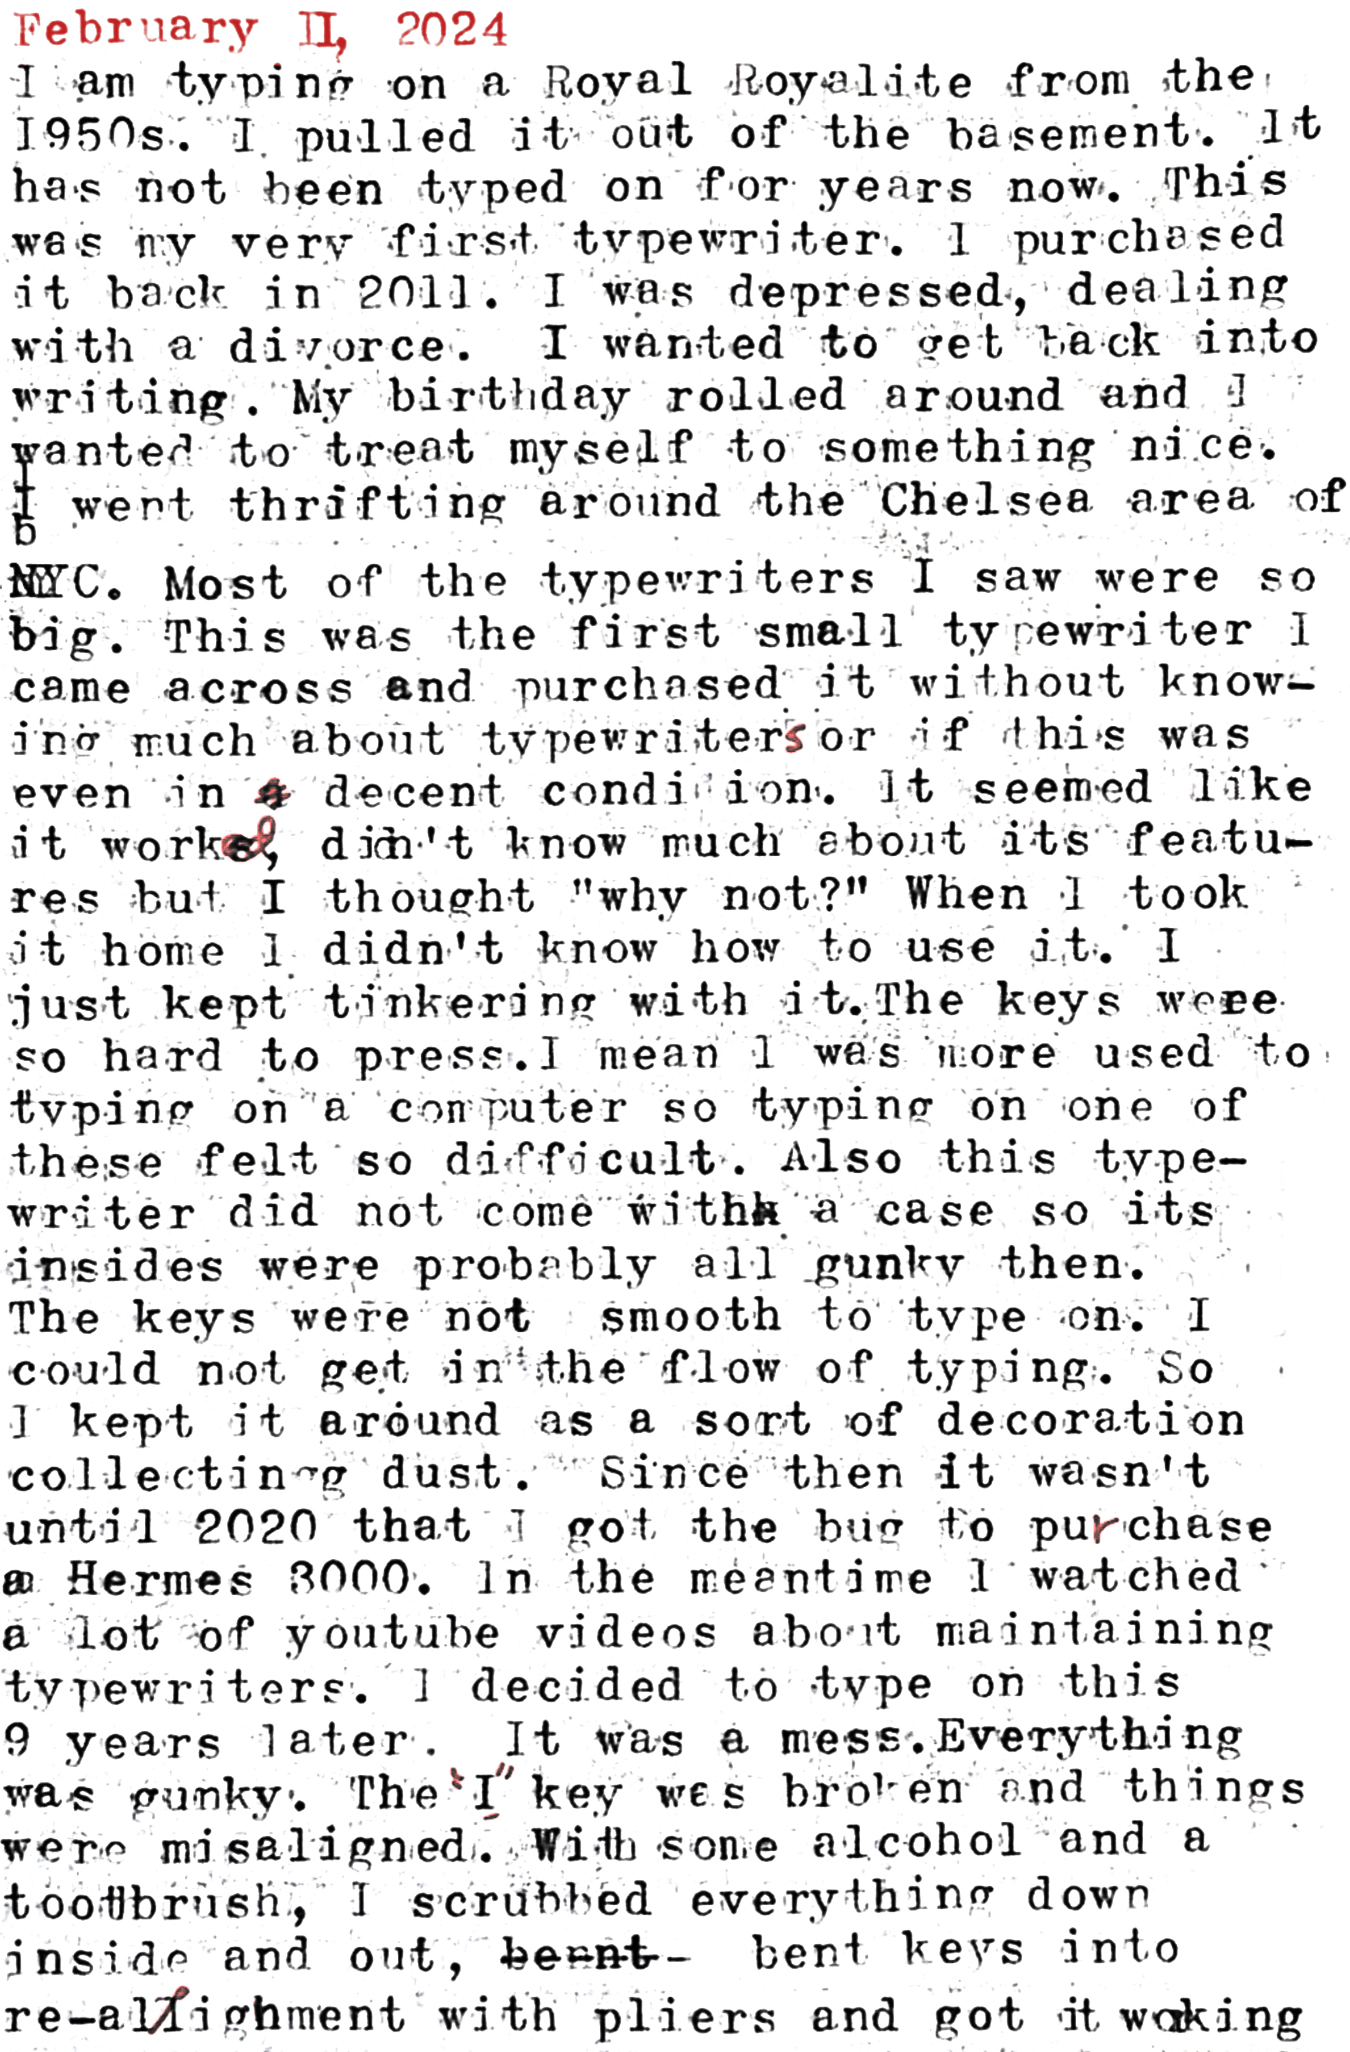 February II, 2024
I am typing on a Royal Royalite from the
I950s. I pulled it out of the basement. It
has not been typed on for years now. This
was my very first typewriter. I purchased
it back in 20ll. I was depressed, dealing
with a divorce. I wanted to get back into
writing. My birthday rolled around and I
wanted to treat myself to something nice.
I went thrifting around the Chelsea area of
b
NYC. Most of the typewriters I saw were so
big. This was the first small typewriter I
came across and purchased it without know-
ing much about typewriters or if this was
even in a decent condition. It seemed like
it worked, didn't know much about its featu-
res but I thought "why not?" When I took
it home I didn't know how to use it. I
just kept tinkering with it.The keys were
so hard to press.I mean I was more used to
typing on a computer so typing on one of
these felt so difficult. Also this type-
writer did not come withh a case so its
insides were probably all gunky then.
The keys were not smooth to type on. I
could not get in the flow of typing. So
I kept it around as a sort of decoration
collecting dust. Since then it wasn't
until 2020 that I got the bug to purchase
a Hermes 3000. In the meantime I watched
a lot of youtube videos about maintaining
typewriters. I decided to type on this
9 years later. It was a mess.Everything
was gunky. The "I" key was broken and things
were misaligned. With some alcohol and a
toothbrush, I scrubbed everything down
inside and out, bennt- bent keys into
re-alighment with pliers and got it working